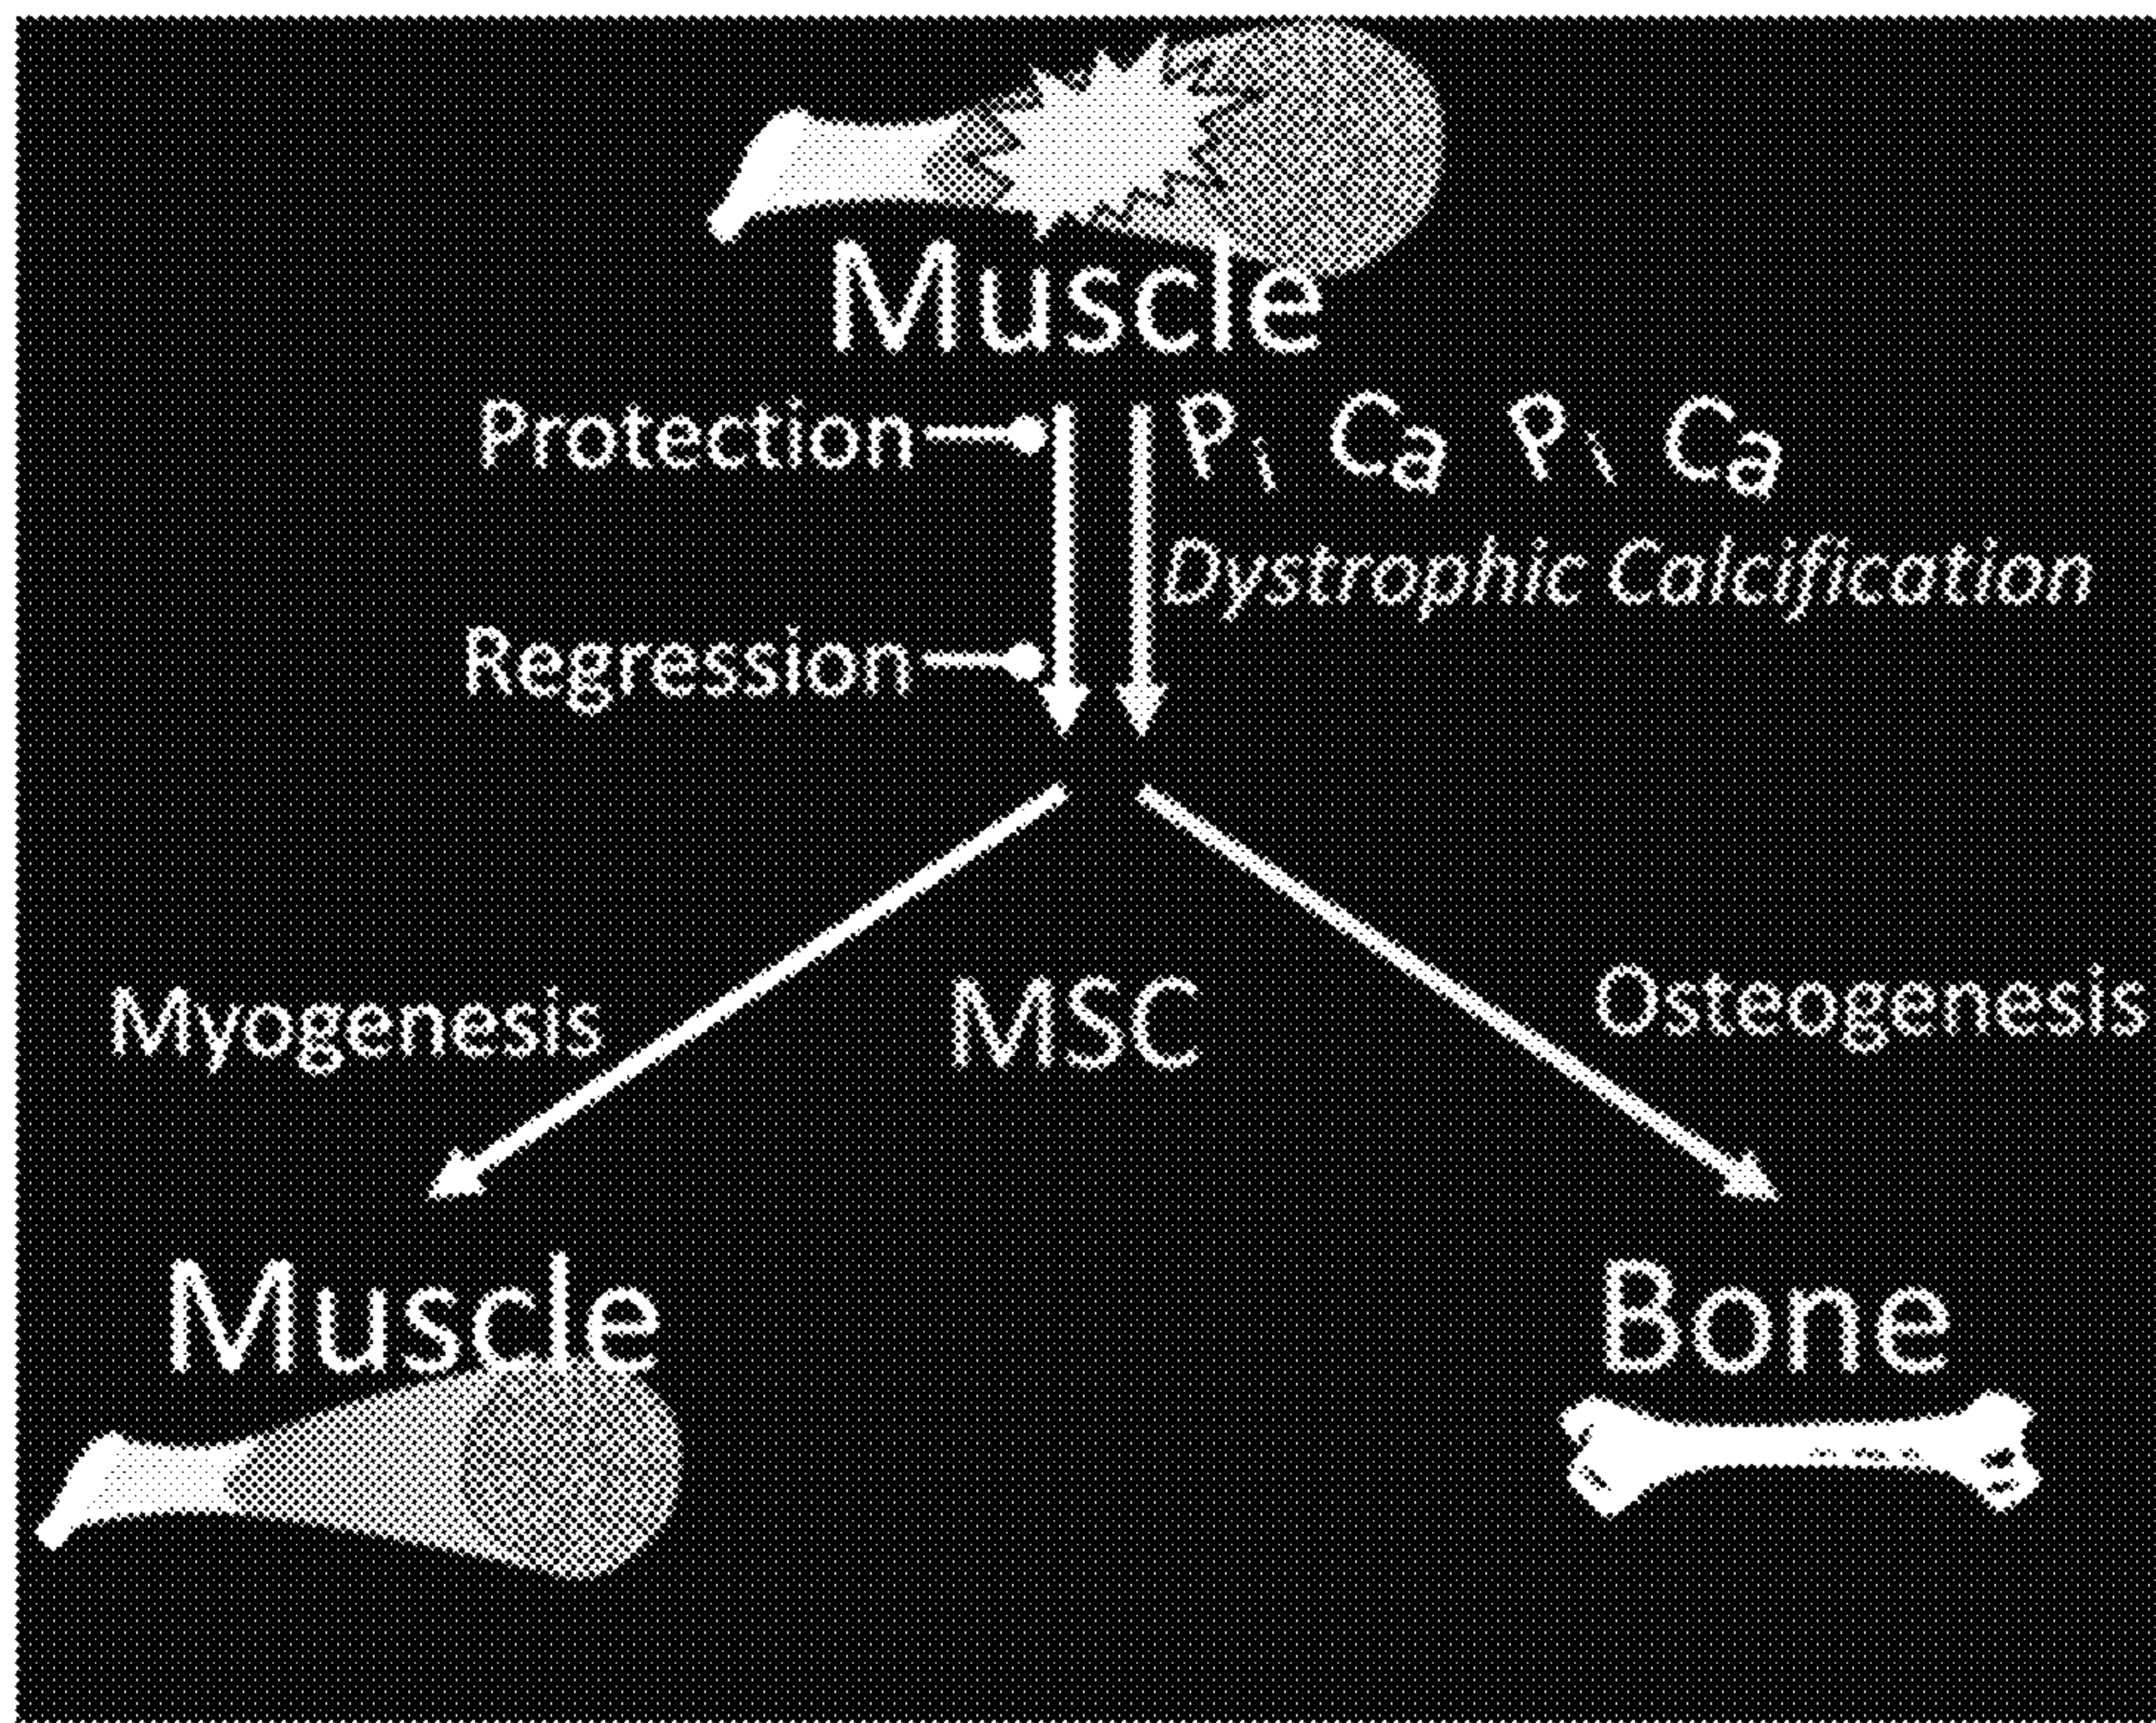 Muscle
Protection
Pi Ca Pi Ca
Dystrophic Calcification
Regression
Myogenesis
MSC
Osteogenesis
Muscle
Bone